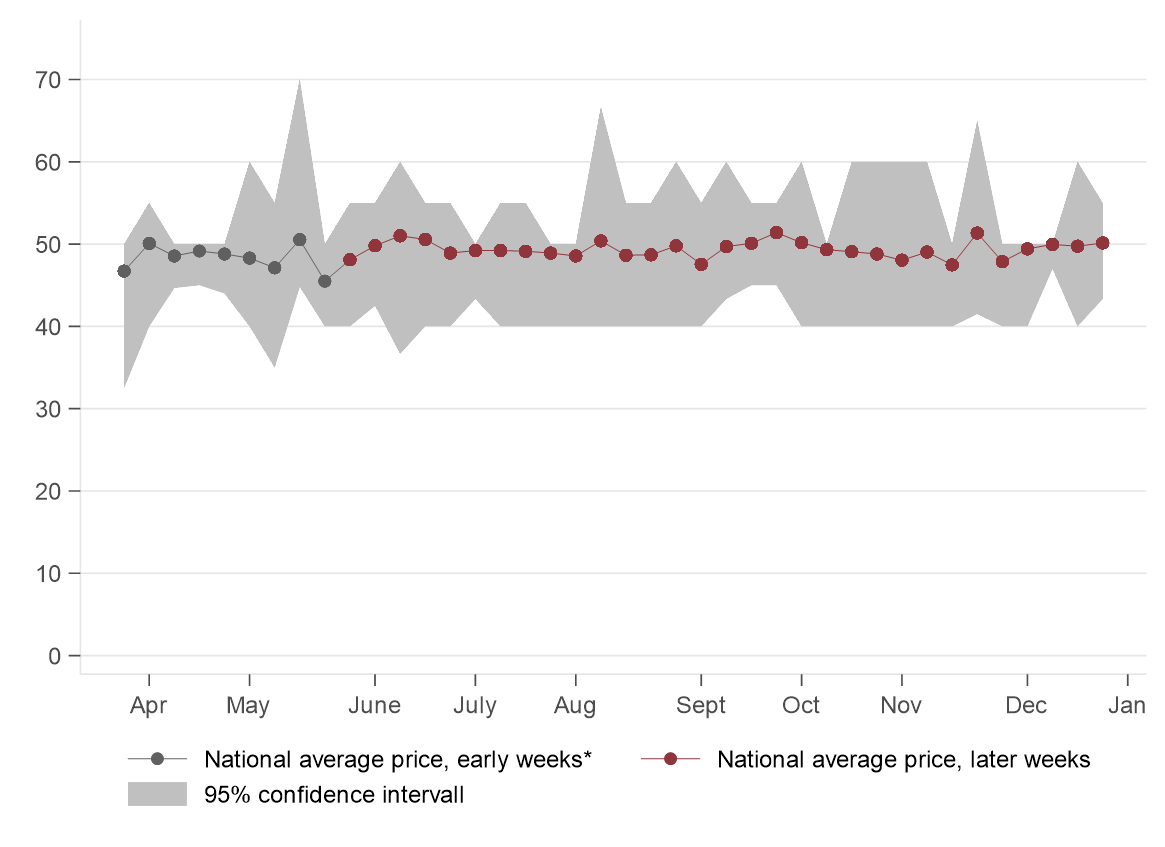 70
60
50
40
30
20
10
0
Apr May June July Aug Sept Oct Nov Dec Jan
National average price, early weeks* National average price, later weeks
95% confidence intervall